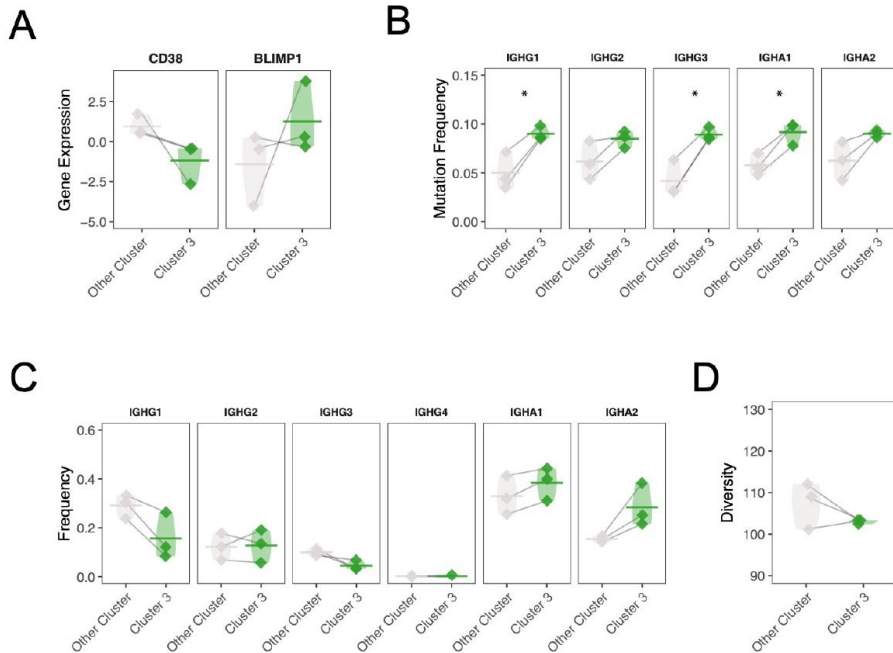 A
CD38 BLIMP1
Gene Expression
2.5
0.0
−2.5
−5.0
Other Cluster Cluster 3 Other Cluster Cluster 3
B
IGHG1 IGHG2 IGHG3 IGHA1 IGHA2
Mutation Frequency
0.15
0.10
0.05
0.00
* * *
Other Cluster Cluster 3 Other Cluster Cluster 3 Other Cluster Cluster 3 Other Cluster Cluster 3 Other Cluster Cluster 3
C
IGHG1 IGHG2 IGHG3 IGHG4 IGHA1 IGHA2
Frequency
0.6
0.4
0.2
0.0
Other Cluster Cluster 3 Other Cluster Cluster 3 Other Cluster Cluster 3 Other Cluster Cluster 3 Other Cluster Cluster 3 Other Cluster Cluster 3
D
Diversity
130
120
110
100
90
Other Cluster Cluster 3